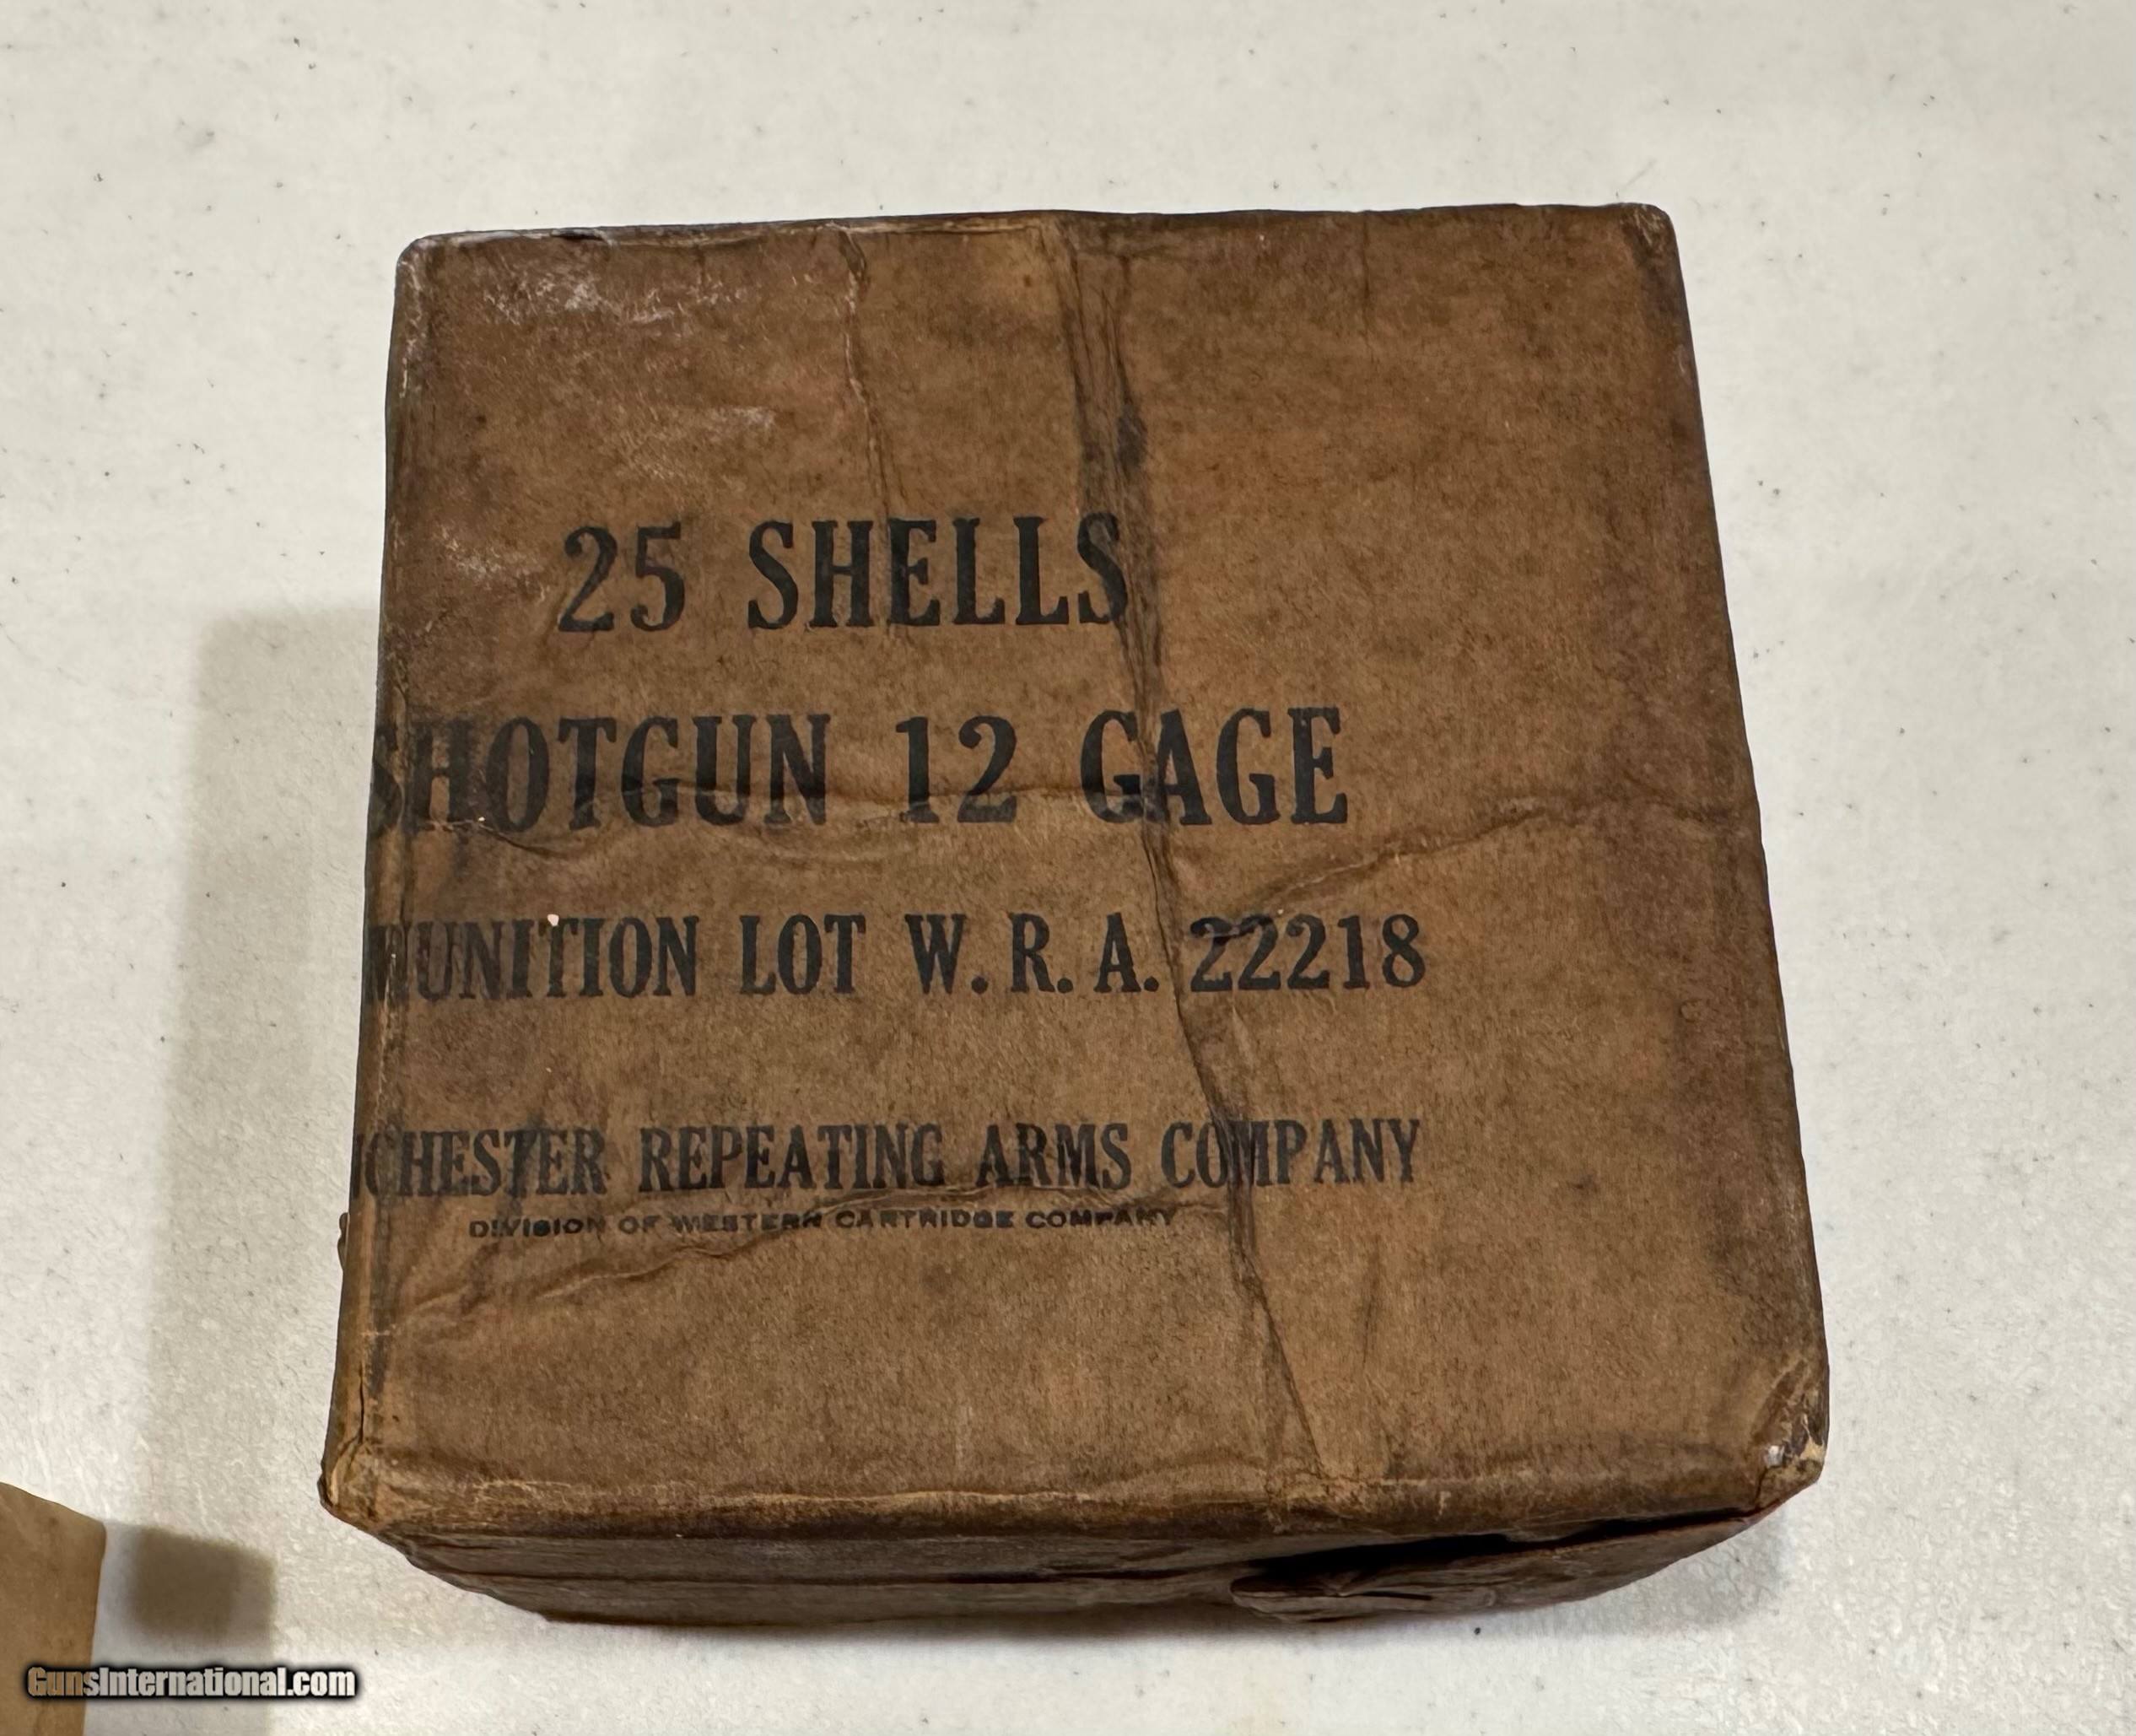 25 SHELLS
SHOTGUN 12 GAGE
MUNITION LOT W. R. A. 22218
CHESTER REPEATING ARMS COMPANY
DIVISION OF WESTERN CARTRIDGE COMPANY
GunsInternational.com